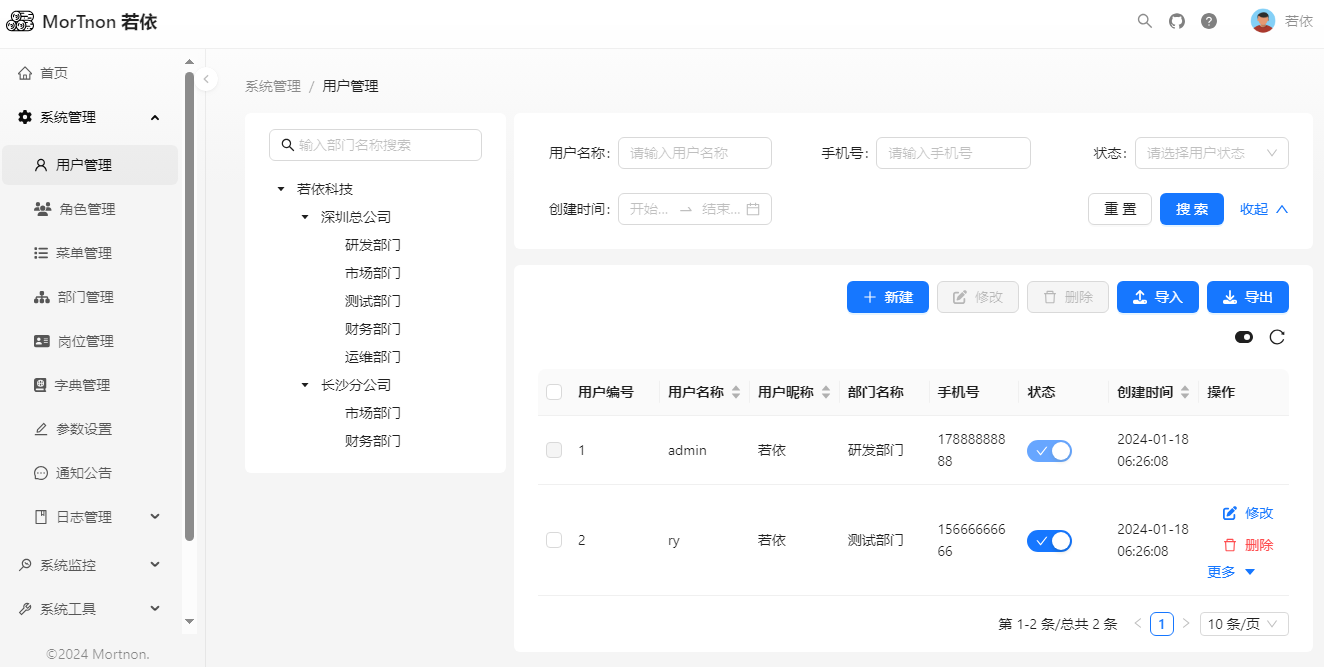 MorTnon 若依
若依
首页
系统管理
用户管理
角色管理
菜单管理
部门管理
岗位管理
字典管理
参数设置
通知公告
日志管理
系统监控
系统工具
©2024 Mortnon.
系统管理 / 用户管理
输入部门名称搜索
若依科技
深圳总公司
研发部门
市场部门
测试部门
财务部门
运维部门
长沙分公司
市场部门
财务部门
用户名称: 请输入用户名称 手机号: 请输入手机号 状态: 请选择用户状态
创建时间: 开始... → 结束... 重 置 搜 索 收起
新建 修改 删除 导入 导出
用户编号 用户名称 用户昵称 部门名称 手机号 状态 创建时间 操作
1 admin 若依 研发部门 178888888 2024-01-18
88 06:26:08
2 ry 若依 测试部门 156666666 2024-01-18 修改
66 06:26:08 删除
更多
第 1-2 条/总共 2 条 < 1 > 10 条/页